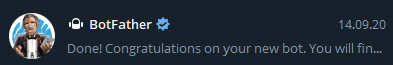 BotFather 14.09.20
Done! Congratulations on your new bot. You will fin...